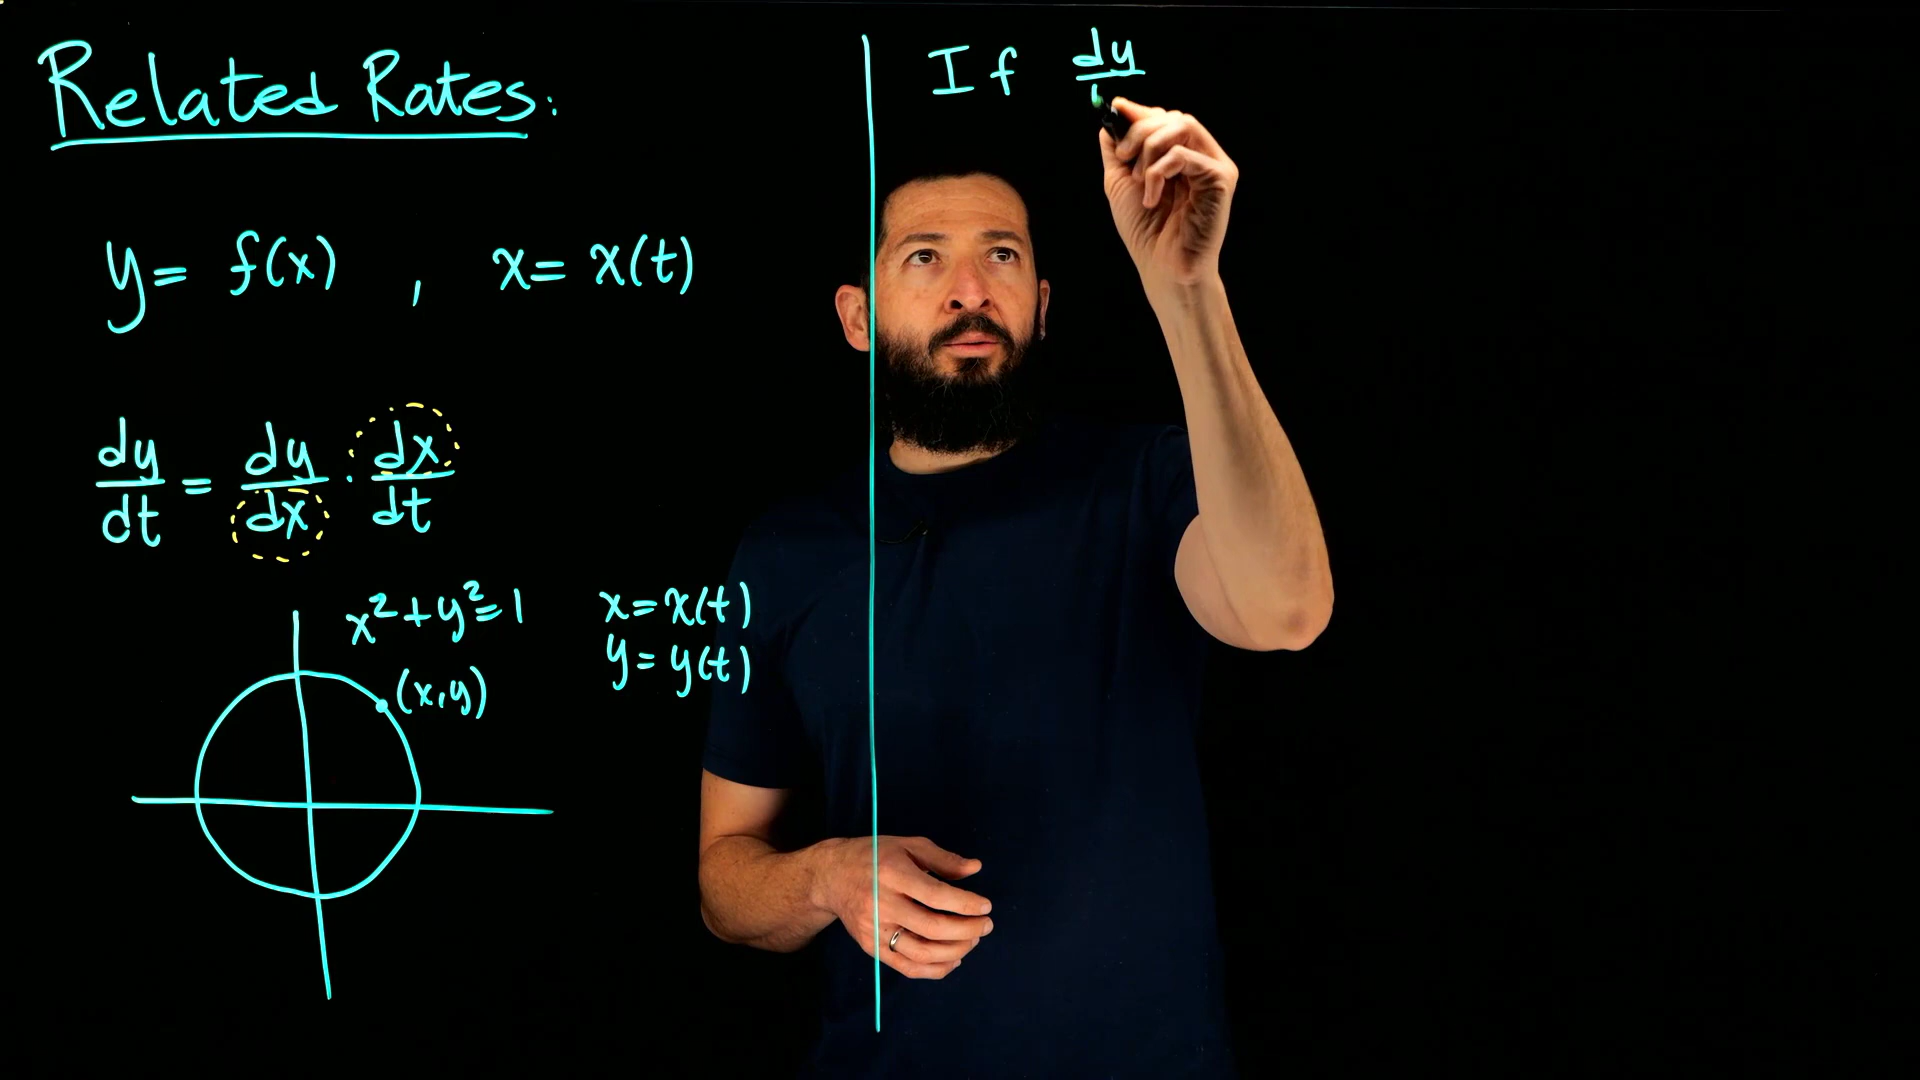 Related Rates:
y = f(x) , x = x(t)
dy/dt = dy/dx · dx/dt
x²+y²=1
x = x(t)
y = y(t)
(x,y)
If dy